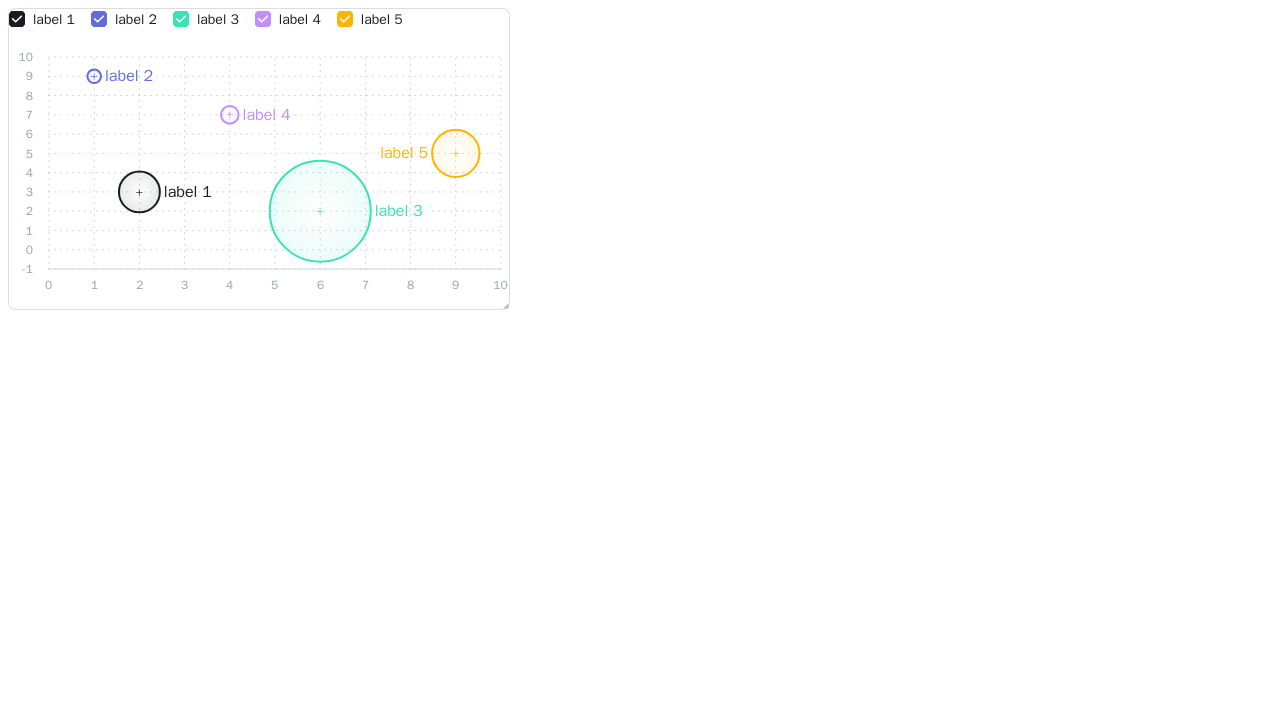 label 1 label 2 label 3 label 4 label 5
10
9 label 2
8
7 label 4
6
5 label 5
4
3 label 1
2 label 3
1
0
-1
0 1 2 3 4 5 6 7 8 9 10